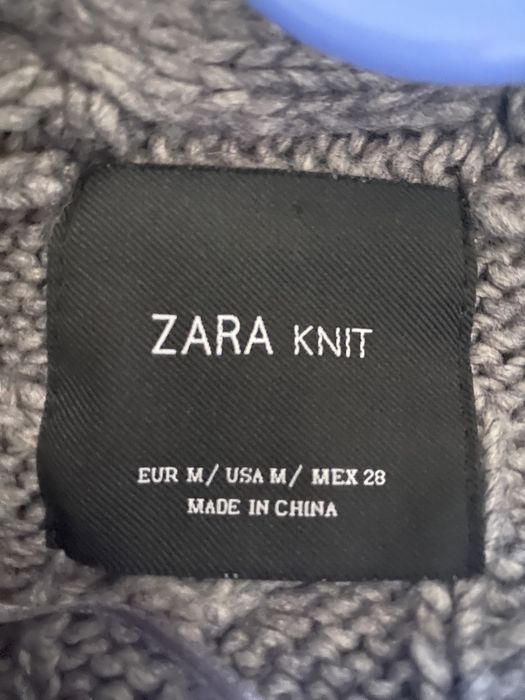 ZARA KNIT
EUR M/ USA M/ MEX 28
MADE IN CHINA